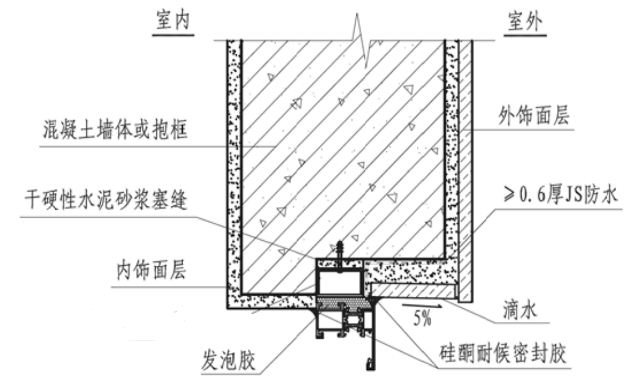 室内
室外
混凝土墙体或抱框
外饰面层
干硬性水泥砂浆塞缝
≥0.6厚JS防水
内饰面层
滴水
5%
发泡胶
硅酮耐候密封胶